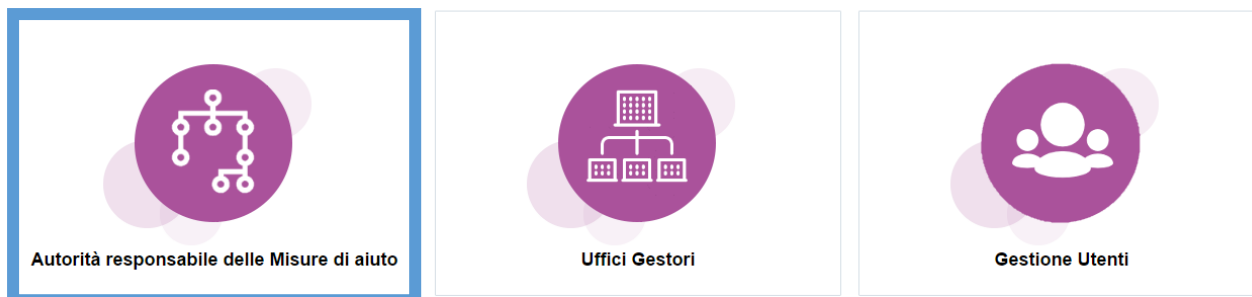 Autorità responsabile delle Misure di aiuto
Uffici Gestori
Gestione Utenti